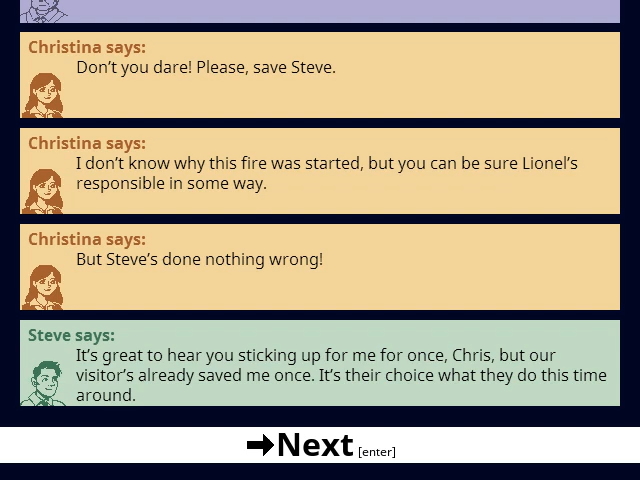 Christina says:
Don’t you dare! Please, save Steve.
Christina says:
I don’t know why this fire was started, but you can be sure Lionel’s
responsible in some way.
Christina says:
But Steve’s done nothing wrong!
Steve says:
It’s great to hear you sticking up for me for once, Chris, but our
visitor’s already saved me once. It’s their choice what they do this time
around.
➡Next [enter]